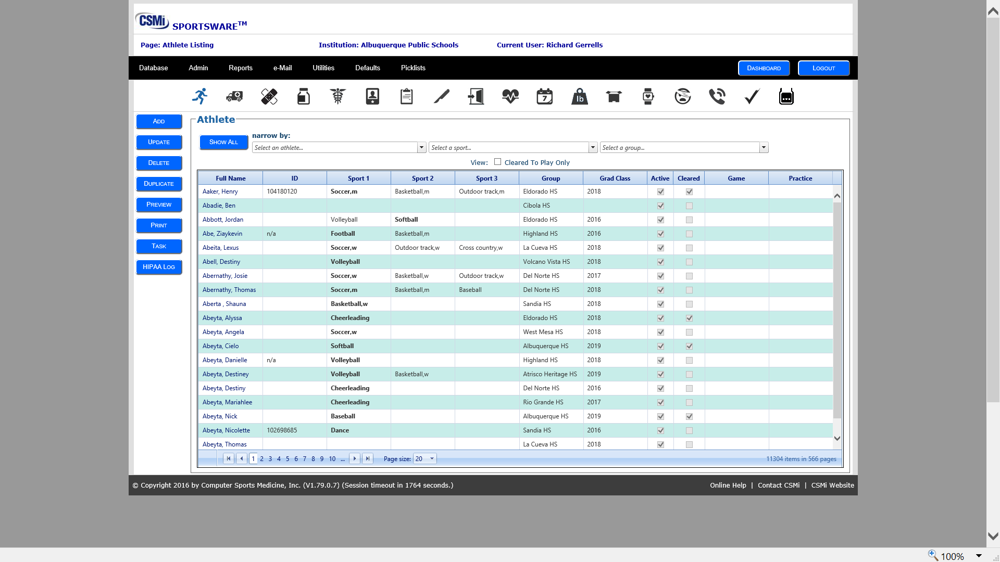 CSMi SPORTSWARE™
Page: Athlete Listing Institution: Albuquerque Public Schools Current User: Richard Gerrells
Database Admin Reports e-Mail Utilities Defaults Picklists DASHBOARD LOGOUT
7 lb
ADD
UPDATE
DELETE
DUPLICATE
PREVIEW
PRINT
TASK
HIPAA LOG
Athlete
SHOW ALL narrow by:
Select an athlete... Select a sport... Select a group...
View: Cleared To Play Only
Full Name ID Sport 1 Sport 2 Sport 3 Group Grad Class Active Cleared Game Practice
Aaker, Henry 104180120 Soccer,m Basketball,m Outdoor track,m Eldorado HS 2018
Abadie, Ben Cibola HS
Abbott, Jordan Volleyball Softball Eldorado HS 2016
Abe, Ziaykevin n/a Football Basketball,m Highland HS 2016
Abeita, Lexus Soccer,w Outdoor track,w Cross country,w La Cueva HS 2018
Abell, Destiny Volleyball Volcano Vista HS 2018
Abernathy, Josie Soccer,w Basketball,w Outdoor track,w Del Norte HS 2017
Abernathy, Thomas Soccer,m Basketball,m Baseball Del Norte HS 2018
Aberta , Shauna Basketball,w Sandia HS 2018
Abeyta, Alyssa Cheerleading Eldorado HS 2018
Abeyta, Angela Soccer,w West Mesa HS 2018
Abeyta, Cielo Softball Albuquerque HS 2019
Abeyta, Danielle n/a Volleyball Highland HS 2018
Abeyta, Destiney Volleyball Basketball,w Atrisco Heritage HS 2019
Abeyta, Destiny Cheerleading Del Norte HS 2016
Abeyta, Mariahlee Cheerleading Rio Grande HS 2017
Abeyta, Nick Baseball Albuquerque HS 2019
Abeyta, Nicolette 102698685 Dance Sandia HS 2016
Abeyta, Thomas La Cueva HS 2018
1 2 3 4 5 6 7 8 9 10 ... Page size: 20 11304 items in 566 pages
© Copyright 2016 by Computer Sports Medicine, Inc. (V1.79.0.7) (Session timeout in 1764 seconds.) Online Help | Contact CSMi | CSMi Website
100%